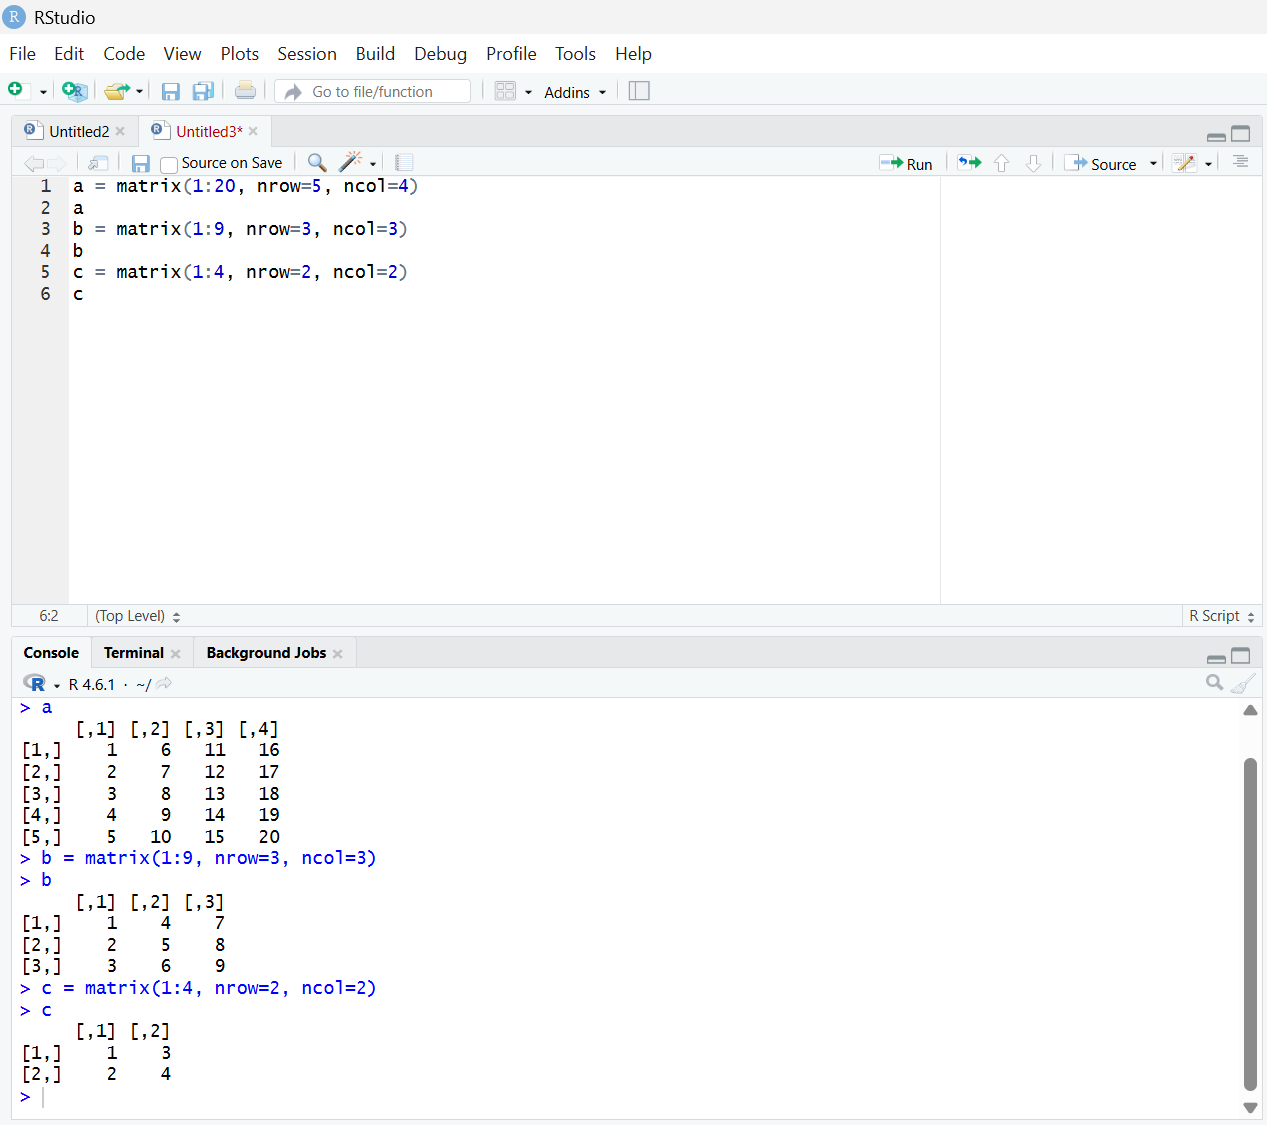 RStudio
File Edit Code View Plots Session Build Debug Profile Tools Help
Go to file/function Addins
Untitled2 Untitled3*
Source on Save Run Source
1 a = matrix(1:20, nrow=5, ncol=4)
2 a
3 b = matrix(1:9, nrow=3, ncol=3)
4 b
5 c = matrix(1:4, nrow=2, ncol=2)
6 c
6:2 (Top Level) R Script
Console Terminal Background Jobs
R 4.6.1 · ~/
> a
     [,1] [,2] [,3] [,4]
[1,]    1    6   11   16
[2,]    2    7   12   17
[3,]    3    8   13   18
[4,]    4    9   14   19
[5,]    5   10   15   20
> b = matrix(1:9, nrow=3, ncol=3)
> b
     [,1] [,2] [,3]
[1,]    1    4    7
[2,]    2    5    8
[3,]    3    6    9
> c = matrix(1:4, nrow=2, ncol=2)
> c
     [,1] [,2]
[1,]    1    3
[2,]    2    4
>